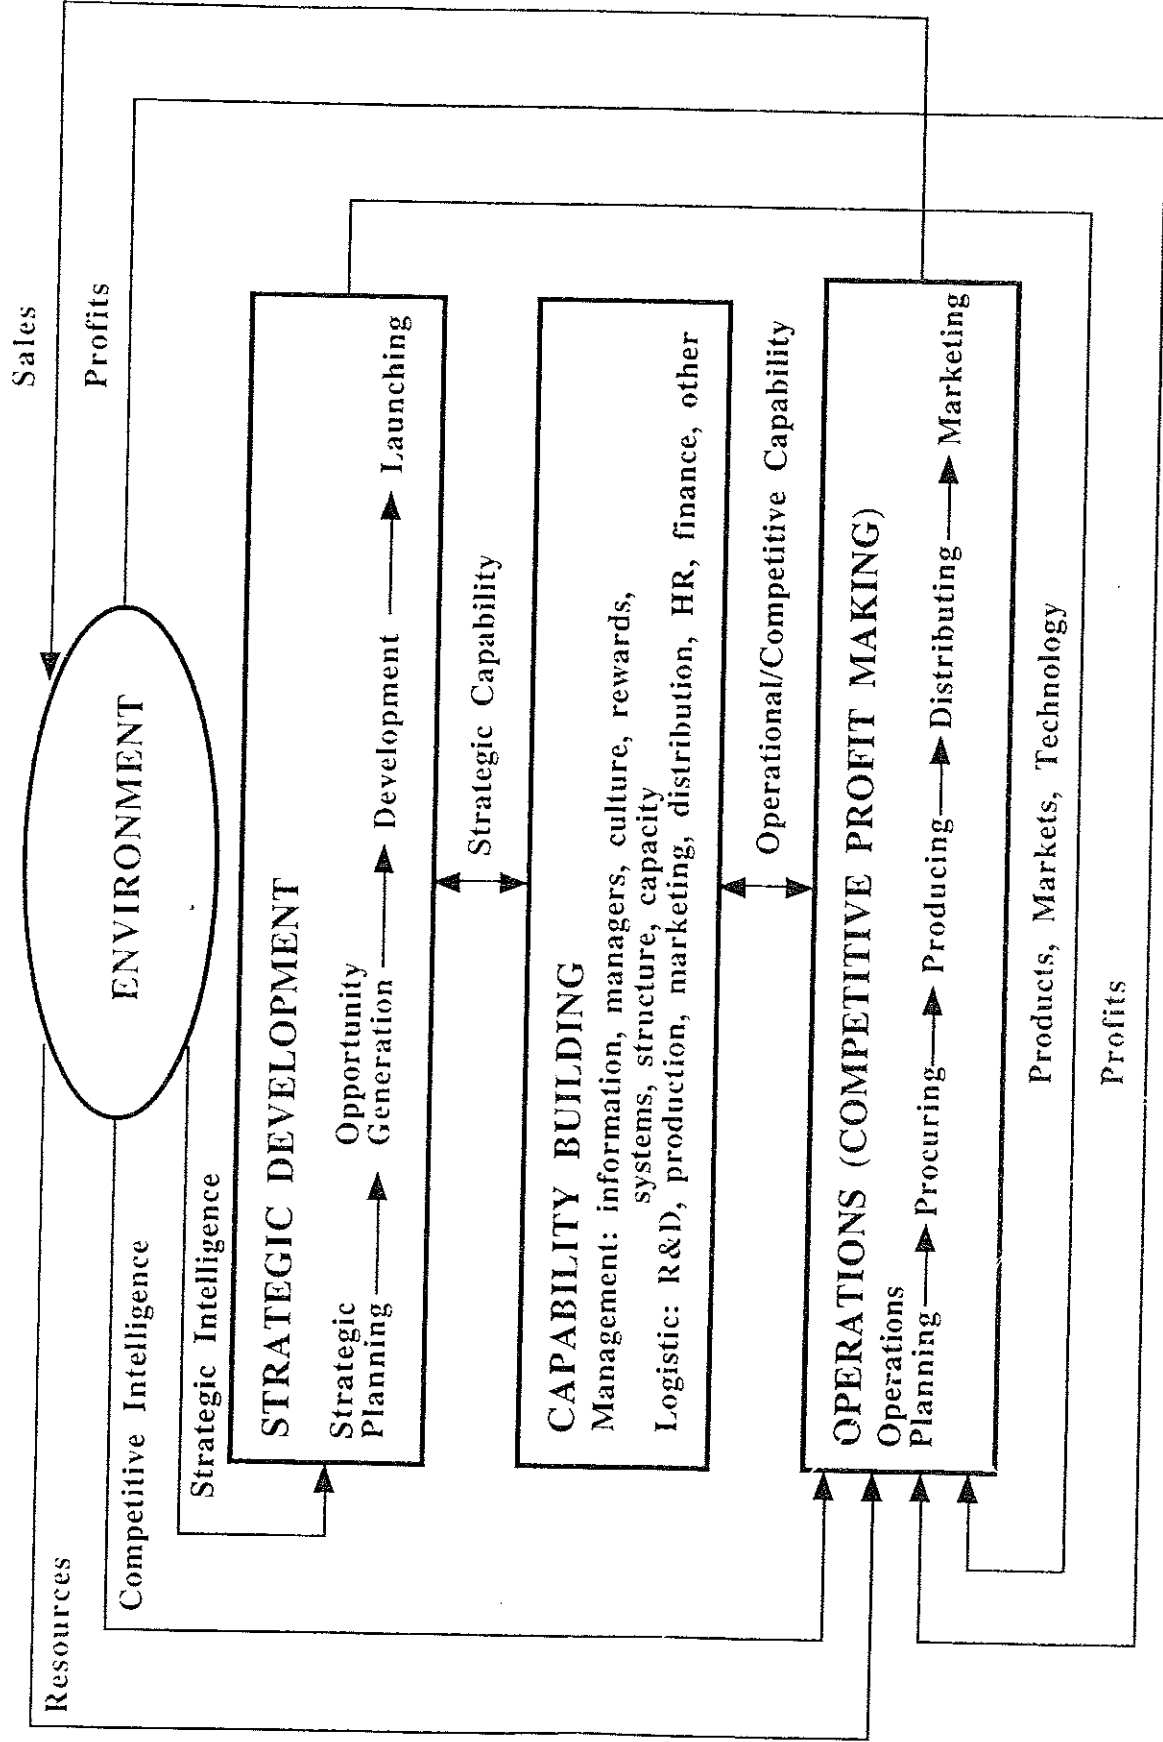 Sales
Profits
ENVIRONMENT
Resources
Competitive Intelligence
Strategic Intelligence
STRATEGIC DEVELOPMENT
Strategic
Planning
Opportunity
Generation
Development
Launching
Strategic Capability
CAPABILITY BUILDING
Management: information, managers, culture, rewards,
systems, structure, capacity
Logistic: R&D, production, marketing, distribution, HR, finance, other
Operational/Competitive Capability
OPERATIONS (COMPETITIVE PROFIT MAKING)
Operations
Planning
Procuring
Producing
Distributing
Marketing
Products, Markets, Technology
Profits